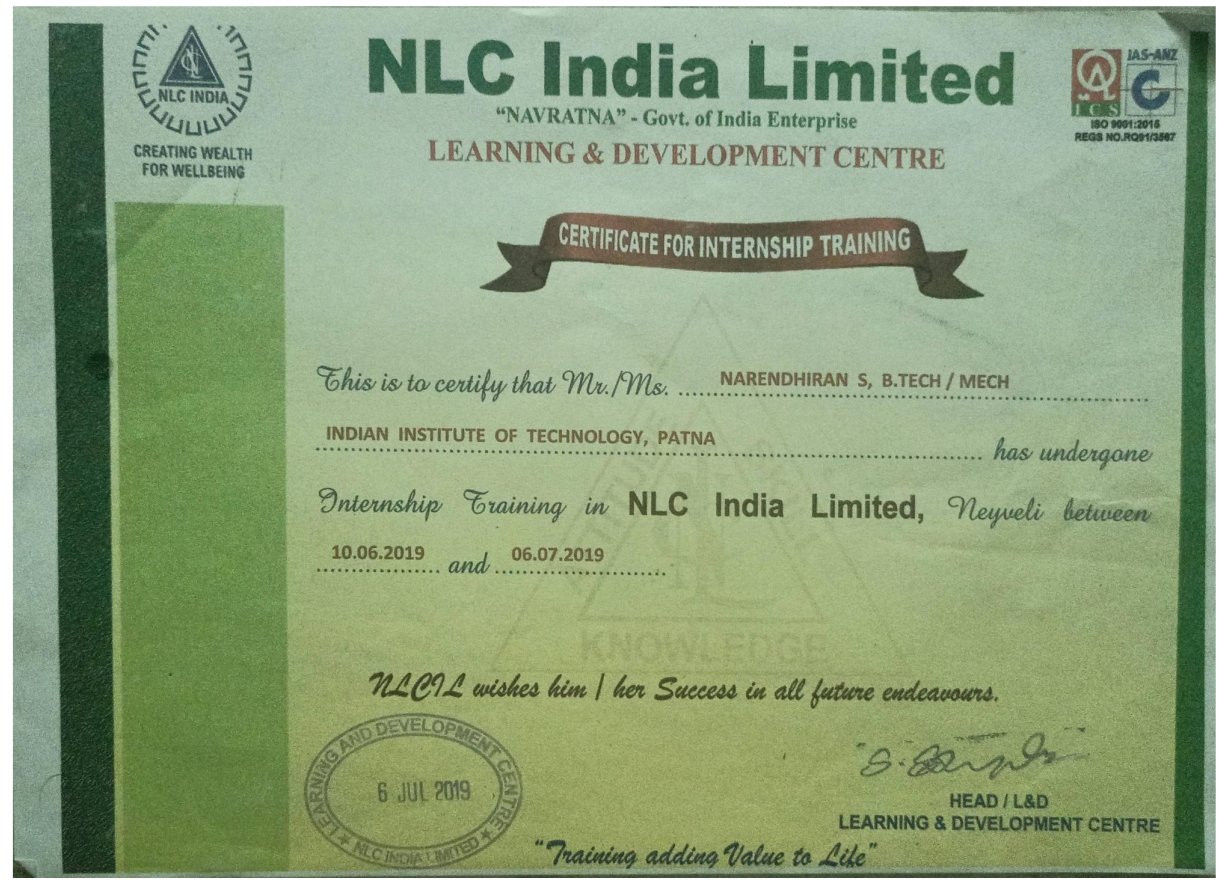 NLC INDIA
CREATING WEALTH
FOR WELLBEING
NLC India Limited
"NAVRATNA" - Govt. of India Enterprise
LEARNING & DEVELOPMENT CENTRE
ICS
JAS-ANZ
ISO 9001:2015
REGS NO.RQ91/3587
CERTIFICATE FOR INTERNSHIP TRAINING
This is to certify that Mr./Ms. NARENDHIRAN S, B.TECH / MECH
INDIAN INSTITUTE OF TECHNOLOGY, PATNA has undergone
Internship Training in NLC India Limited, Neyveli between
10.06.2019 and 06.07.2019
KNOWLEDGE
NLCIL wishes him / her Success in all future endeavours.
LEARNING AND DEVELOPMENT CENTRE
6 JUL 2019
NLC INDIA LIMITED
HEAD / L&D
LEARNING & DEVELOPMENT CENTRE
"Training adding Value to Life"